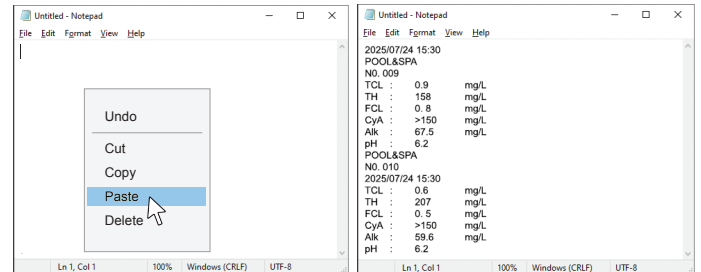 Untitled - Notepad
File Edit Format View Help
Undo
Cut
Copy
Paste
Delete
Ln 1, Col 1 100% Windows (CRLF) UTF-8
Untitled - Notepad
File Edit Format View Help
2025/07/24 15:30
POOL&SPA
N0. 009
TCL : 0.9 mg/L
TH : 158 mg/L
FCL : 0. 8 mg/L
CyA : >150 mg/L
Alk : 67.5 mg/L
pH : 6.2
POOL&SPA
N0. 010
2025/07/24 15:30
TCL : 0.6 mg/L
TH : 207 mg/L
FCL : 0. 5 mg/L
CyA : >150 mg/L
Alk : 59.6 mg/L
pH : 6.2
Ln 1, Col 1 100% Windows (CRLF) UTF-8